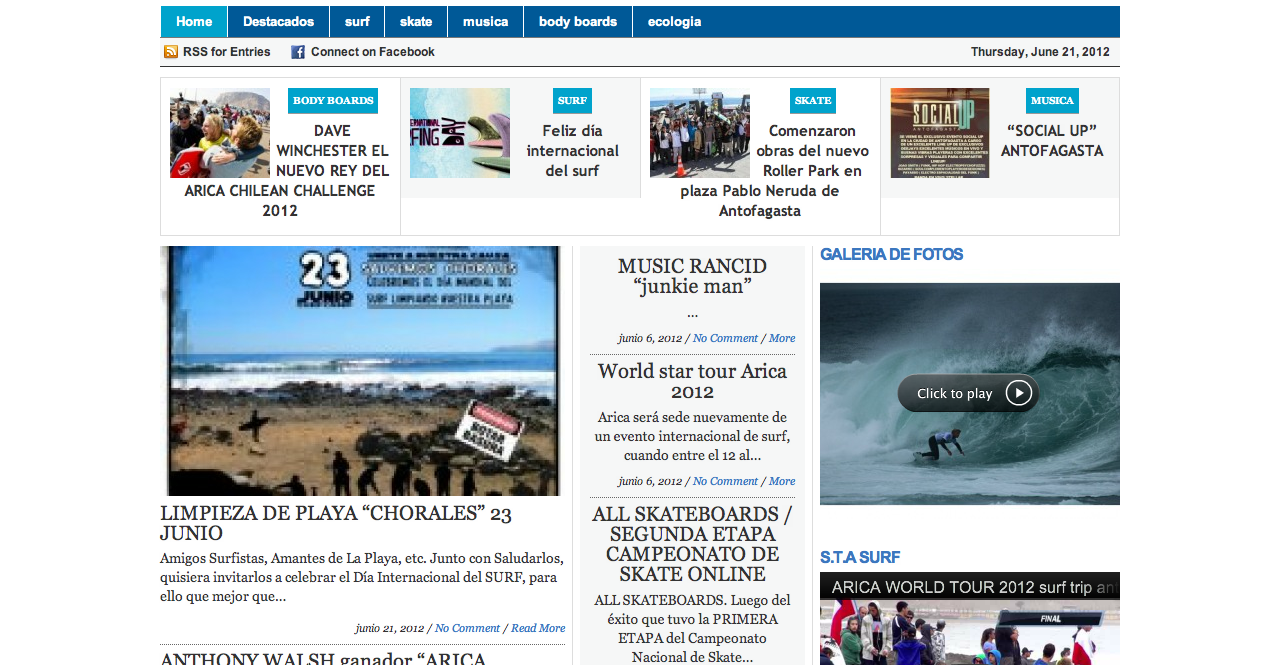 Home Destacados surf skate musica body boards ecologia
RSS for Entries Connect on Facebook Thursday, June 21, 2012
BODY BOARDS
DAVE
WINCHESTER EL
NUEVO REY DEL
ARICA CHILEAN CHALLENGE
2012
SURF
Feliz día
internacional
del surf
SKATE
Comenzaron
obras del nuevo
Roller Park en
plaza Pablo Neruda de
Antofagasta
SOCIAL UP
ANTOFAGASTA
MUSICA
“SOCIAL UP”
ANTOFAGASTA
23
JUNIO
LIMPIEZA DE PLAYA “CHORALES” 23
JUNIO
Amigos Surfistas, Amantes de La Playa, etc. Junto con Saludarlos,
quisiera invitarlos a celebrar el Día Internacional del SURF, para
ello que mejor que...
junio 21, 2012 / No Comment / Read More
ANTHONY WALSH ganador “ARICA
MUSIC RANCID
“junkie man”
...
junio 6, 2012 / No Comment / More
World star tour Arica
2012
Arica será sede nuevamente de
un evento internacional de surf,
cuando entre el 12 al...
junio 6, 2012 / No Comment / More
ALL SKATEBOARDS /
SEGUNDA ETAPA
CAMPEONATO DE
SKATE ONLINE
ALL SKATEBOARDS. Luego del
éxito que tuvo la PRIMERA
ETAPA del Campeonato
Nacional de Skate...
GALERIA DE FOTOS
Click to play
S.T.A SURF
ARICA WORLD TOUR 2012 surf trip ant
FINAL